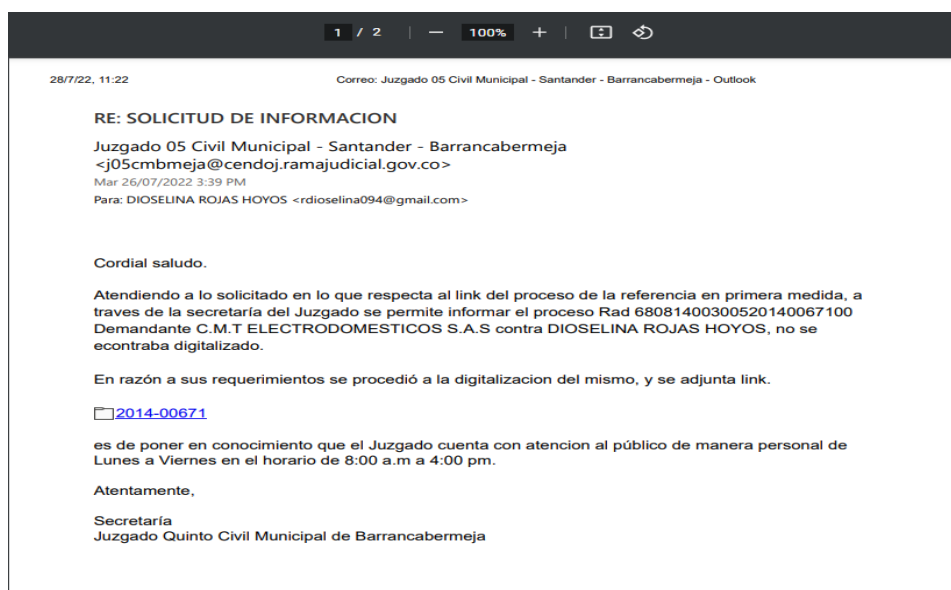 1 / 2 | — 100% + |
28/7/22, 11:22 Correo: Juzgado 05 Civil Municipal - Santander - Barrancabermeja - Outlook
RE: SOLICITUD DE INFORMACION
Juzgado 05 Civil Municipal - Santander - Barrancabermeja
<j05cmbmeja@cendoj.ramajudicial.gov.co>
Mar 26/07/2022 3:39 PM
Para: DIOSELINA ROJAS HOYOS <rdioselina094@gmail.com>
Cordial saludo.
Atendiendo a lo solicitado en lo que respecta al link del proceso de la referencia en primera medida, a
traves de la secretaría del Juzgado se permite informar el proceso Rad 68081400300520140067100
Demandante C.M.T ELECTRODOMESTICOS S.A.S contra DIOSELINA ROJAS HOYOS, no se
econtraba digitalizado.
En razón a sus requerimientos se procedió a la digitalizacion del mismo, y se adjunta link.
2014-00671
es de poner en conocimiento que el Juzgado cuenta con atencion al público de manera personal de
Lunes a Viernes en el horario de 8:00 a.m a 4:00 pm.
Atentamente,
Secretaría
Juzgado Quinto Civil Municipal de Barrancabermeja